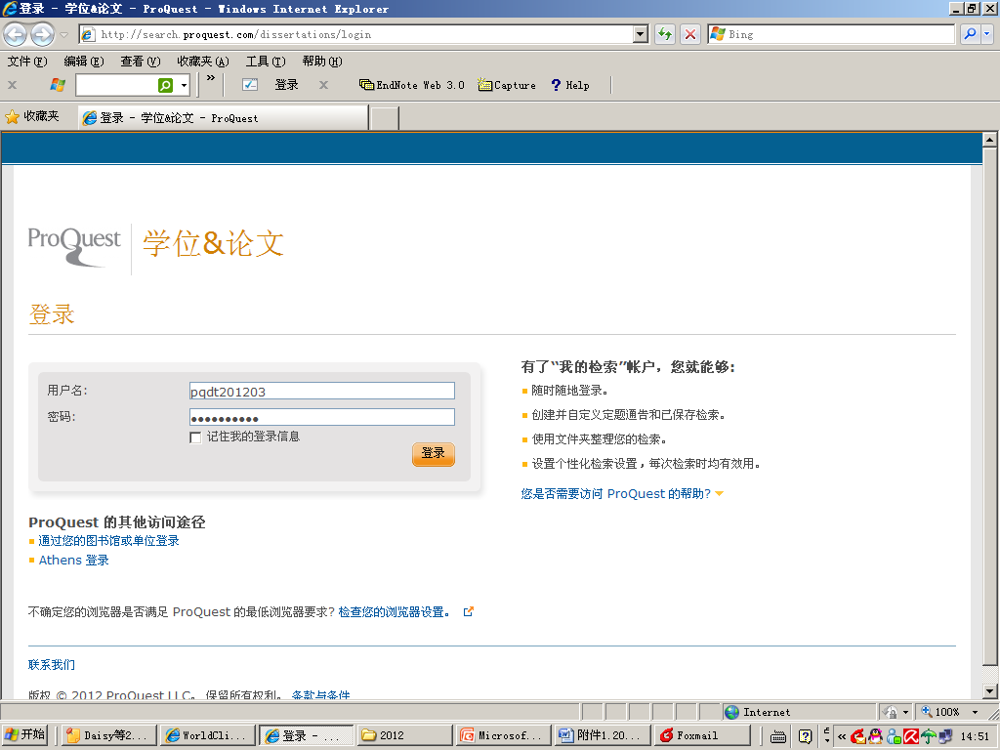 登录 - 学位&论文 - ProQuest - Windows Internet Explorer
http://search.proquest.com/dissertations/login
Bing
文件(F) 编辑(E) 查看(V) 收藏夹(A) 工具(T) 帮助(H)
x » 登录 x EndNote Web 3.0 Capture ? Help
收藏夹 登录 - 学位&论文 - ProQuest
ProQuest 学位&论文
登录
用户名: pqdt201203
密码: ••••••••••
记住我的登录信息
登录
有了“我的检索”帐户，您就能够:
随时随地登录。
创建并自定义定题通告和已保存检索。
使用文件夹整理您的检索。
设置个性化检索设置，每次检索时均有效用。
您是否需要访问 ProQuest 的帮助?
ProQuest 的其他访问途径
通过您的图书馆或单位登录
Athens 登录
不确定您的浏览器是否满足 ProQuest 的最低浏览器要求? 检查您的浏览器设置。
联系我们
版权 © 2012 ProQuest LLC。 保留所有权利。 条款与条件
Internet 100%
开始 Daisy等2... WorldCli... 登录 - ... 2012 Microsof... 附件1.20... Foxmail « 14:51